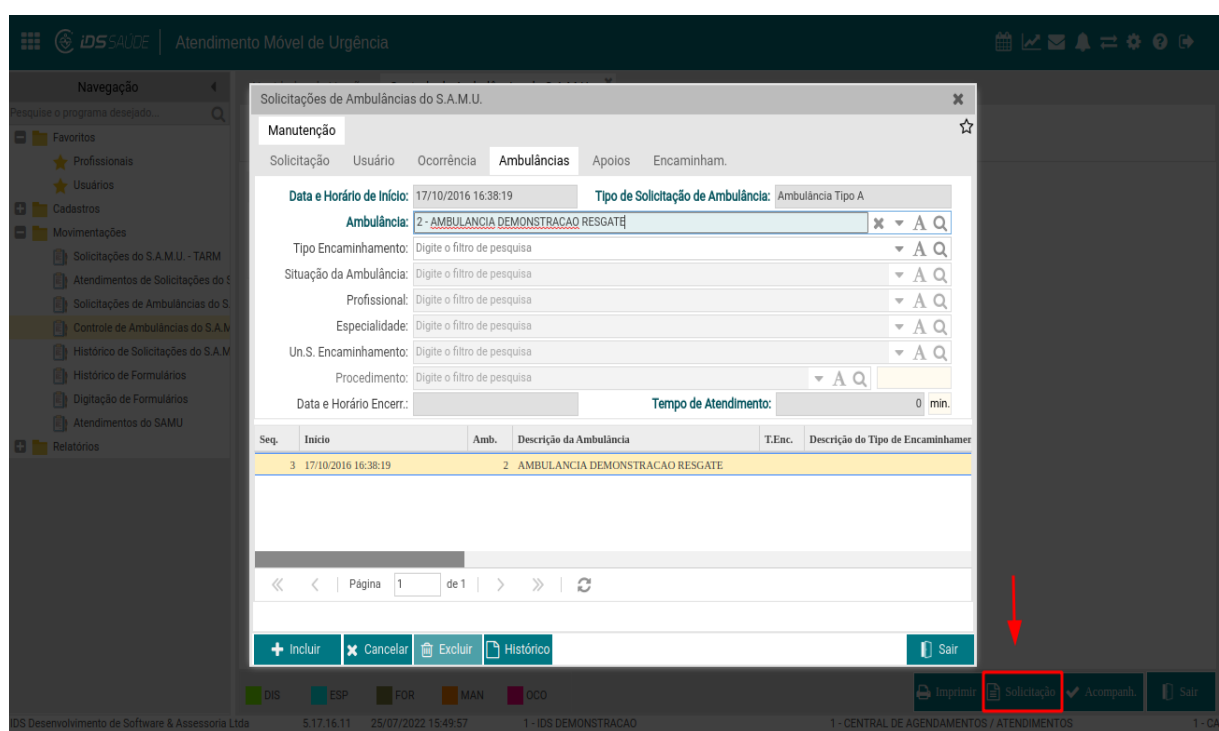 iDSSAÚDE | Atendimento Móvel de Urgência
Navegação
Pesquise o programa desejado...
Favoritos
Profissionais
Usuários
Cadastros
Movimentações
Solicitações do S.A.M.U. - TARM
Atendimentos de Solicitações do S
Solicitações de Ambulâncias do S.
Controle de Ambulâncias do S.A.M
Histórico de Solicitações do S.A.M
Histórico de Formulários
Digitação de Formulários
Atendimentos do SAMU
Relatórios
Solicitações de Ambulâncias do S.A.M.U.
Manutenção
Solicitação Usuário Ocorrência Ambulâncias Apoios Encaminham.
Data e Horário de Início: 17/10/2016 16:38:19 Tipo de Solicitação de Ambulância: Ambulância Tipo A
Ambulância: 2 - AMBULANCIA DEMONSTRACAO RESGATE
Tipo Encaminhamento: Digite o filtro de pesquisa
Situação da Ambulância: Digite o filtro de pesquisa
Profissional: Digite o filtro de pesquisa
Especialidade: Digite o filtro de pesquisa
Un.S. Encaminhamento: Digite o filtro de pesquisa
Procedimento: Digite o filtro de pesquisa
Data e Horário Encerr.: Tempo de Atendimento: 0 min.
Seq. Início Amb. Descrição da Ambulância T.Enc. Descrição do Tipo de Encaminhamen
3 17/10/2016 16:38:19 2 AMBULANCIA DEMONSTRACAO RESGATE
Página 1 de 1
Incluir Cancelar Excluir Histórico Sair
DIS ESP FOR MAN OCO Imprimir Solicitação Acompanh. Sair
IDS Desenvolvimento de Software & Assessoria Ltda 5.17.16.11 25/07/2022 15:49:57 1 - IDS DEMONSTRACAO 1 - CENTRAL DE AGENDAMENTOS / ATENDIMENTOS 1 - CA